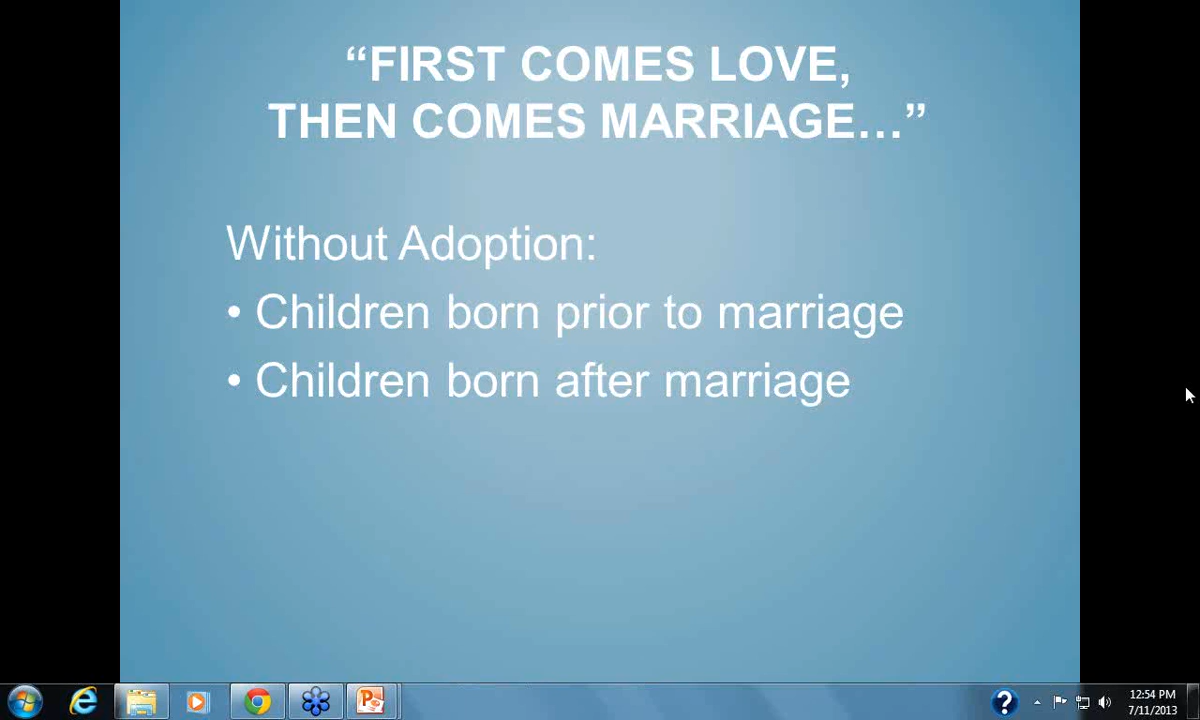 “FIRST COMES LOVE,
THEN COMES MARRIAGE…”
Without Adoption:
• Children born prior to marriage
• Children born after marriage
12:54 PM
7/11/2013